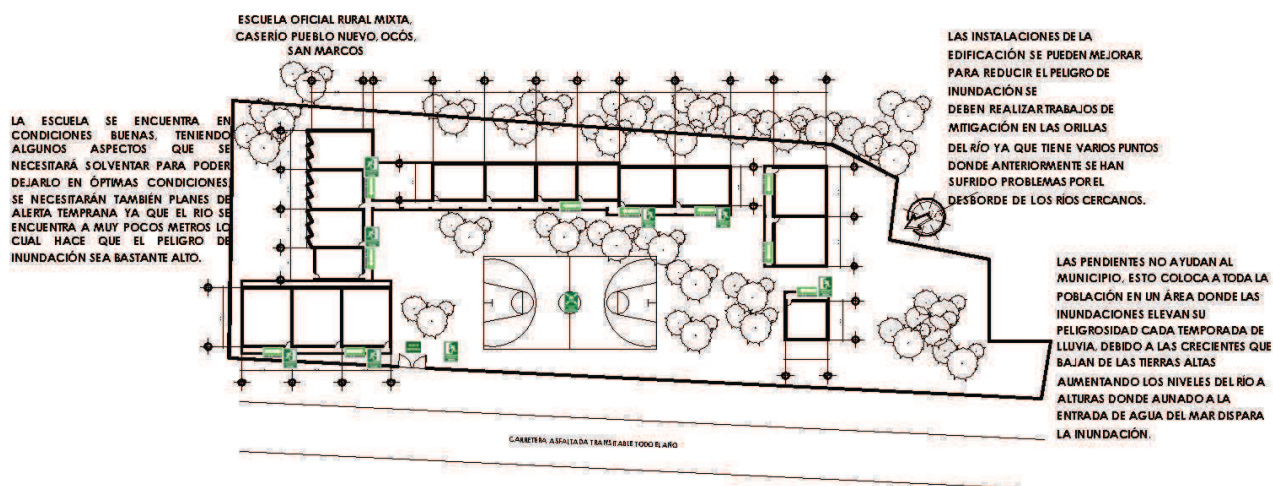 ESCUELA OFICIAL RURAL MIXTA,
CASERÍO PUEBLO NUEVO, OCÓS,
SAN MARCOS
LA ESCUELA SE ENCUENTRA EN
CONDICIONES BUENAS, TENIENDO
ALGUNOS ASPECTOS QUE SE
NECESITARÁ SOLVENTAR PARA PODER
DEJARLO EN ÓPTIMAS CONDICIONES,
SE NECESITARÁN TAMBIÉN PLANES DE
ALERTA TEMPRANA YA QUE EL RIO SE
ENCUENTRA A MUY POCOS METROS LO
CUAL HACE QUE EL PELIGRO DE
INUNDACIÓN SEA BASTANTE ALTO.
LAS INSTALACIONES DE LA
EDIFICACIÓN SE PUEDEN MEJORAR,
PARA REDUCIR EL PELIGRO DE
INUNDACIÓN SE
DEBEN REALIZAR TRABAJOS DE
MITIGACIÓN EN LAS ORILLAS
DEL RÍO YA QUE TIENE VARIOS PUNTOS
DONDE ANTERIORMENTE SE HAN
SUFRIDO PROBLEMAS POR EL
DESBORDE DE LOS RÍOS CERCANOS.
LAS PENDIENTES NO AYUDAN AL
MUNICIPIO, ESTO COLOCA A TODA LA
POBLACIÓN EN UN ÁREA DONDE LAS
INUNDACIONES ELEVAN SU
PELIGROSIDAD CADA TEMPORADA DE
LLUVIA, DEBIDO A LAS CRECIENTES QUE
BAJAN DE LAS TIERRAS ALTAS
AUMENTANDO LOS NIVELES DEL RÍO A
ALTURAS DONDE AUNADO A LA
ENTRADA DE AGUA DEL MAR DISPARA
LA INUNDACIÓN.
CARRETERA ASFALTADA TRANSITABLE TODO EL AÑO